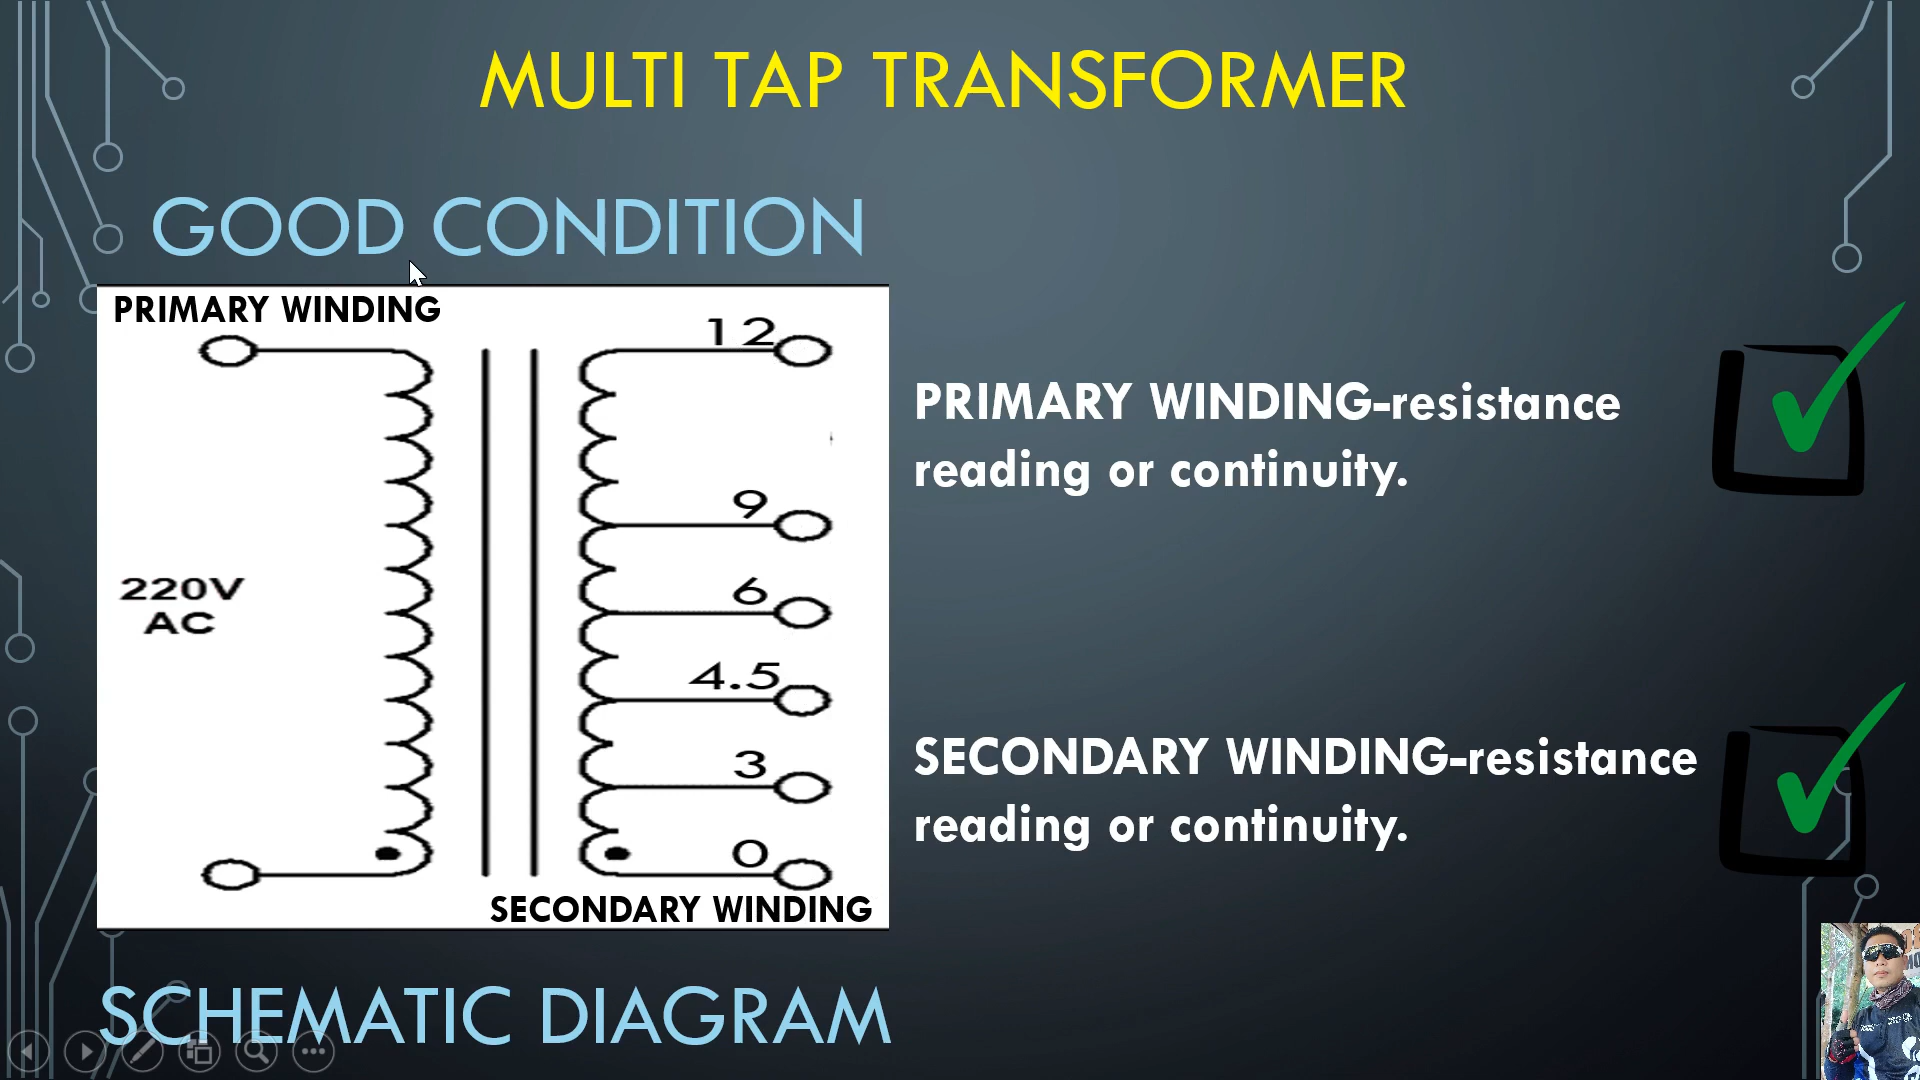 MULTI TAP TRANSFORMER
GOOD CONDITION
PRIMARY WINDING
12
9
6
220V
AC
4.5
3
0
SECONDARY WINDING
PRIMARY WINDING-resistance
reading or continuity.
SECONDARY WINDING-resistance
reading or continuity.
SCHEMATIC DIAGRAM